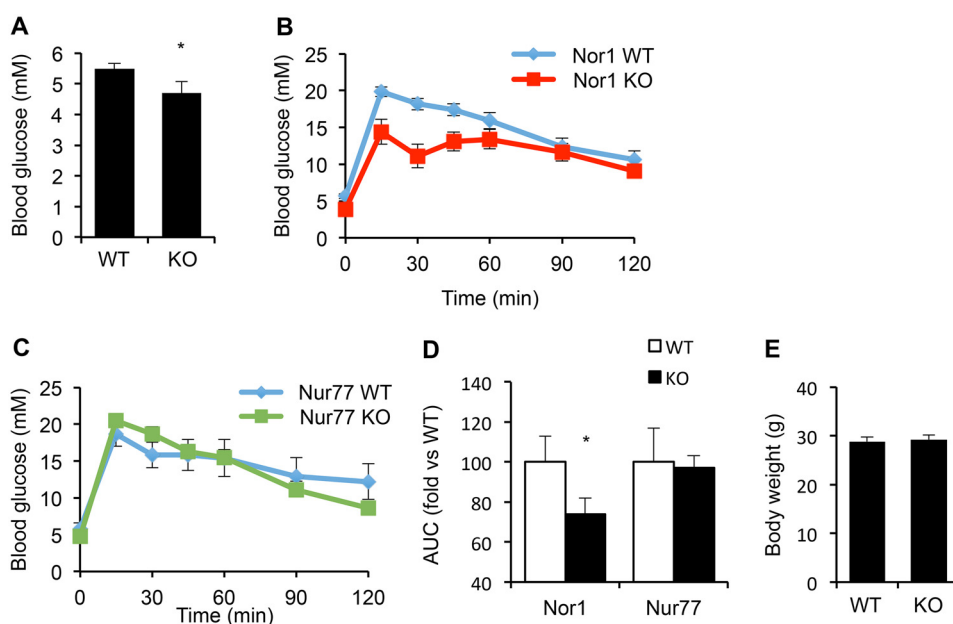 A
*
Blood glucose (mM)
6
5
4
3
2
1
0
WT KO
B
Nor1 WT
Nor1 KO
Blood glucose (mM)
25
20
15
10
5
0
0 30 60 90 120
Time (min)
C
Nur77 WT
Nur77 KO
Blood glucose (mM)
25
20
15
10
5
0 30 60 90 120
Time (min)
D
WT
KO
AUC (fold vs WT)
140
120
100
80
60
40
*
Nor1 Nur77
E
Body weight (g)
40
30
20
10
0
WT KO